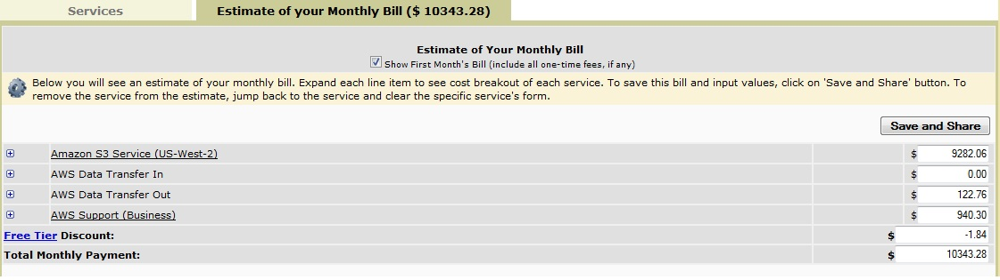 Services
Estimate of your Monthly Bill ($ 10343.28)
Estimate of Your Monthly Bill
Show First Month's Bill (include all one-time fees, if any)
Below you will see an estimate of your monthly bill. Expand each line item to see cost breakout of each service. To save this bill and input values, click on 'Save and Share' button. To
remove the service from the estimate, jump back to the service and clear the specific service's form.
Save and Share
Amazon S3 Service (US-West-2) $ 9282.06
AWS Data Transfer In $ 0.00
AWS Data Transfer Out $ 122.76
AWS Support (Business) $ 940.30
Free Tier Discount: $ -1.84
Total Monthly Payment: $ 10343.28